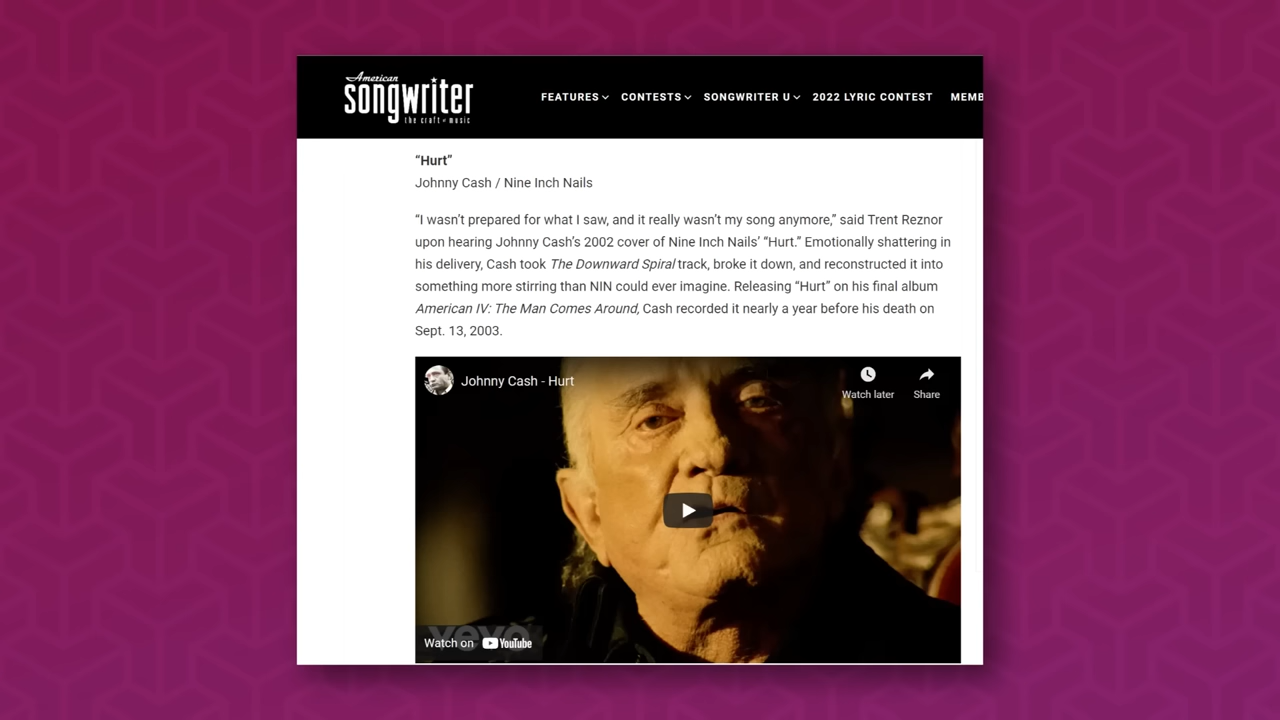 American
songwriter
the craft of music
FEATURES CONTESTS SONGWRITER U 2022 LYRIC CONTEST MEMB
“Hurt”
Johnny Cash / Nine Inch Nails
“I wasn’t prepared for what I saw, and it really wasn’t my song anymore,” said Trent Reznor
upon hearing Johnny Cash’s 2002 cover of Nine Inch Nails’ “Hurt.” Emotionally shattering in
his delivery, Cash took The Downward Spiral track, broke it down, and reconstructed it into
something more stirring than NIN could ever imagine. Releasing “Hurt” on his final album
American IV: The Man Comes Around, Cash recorded it nearly a year before his death on
Sept. 13, 2003.
Johnny Cash - Hurt
Watch later Share
vevo
Watch on YouTube